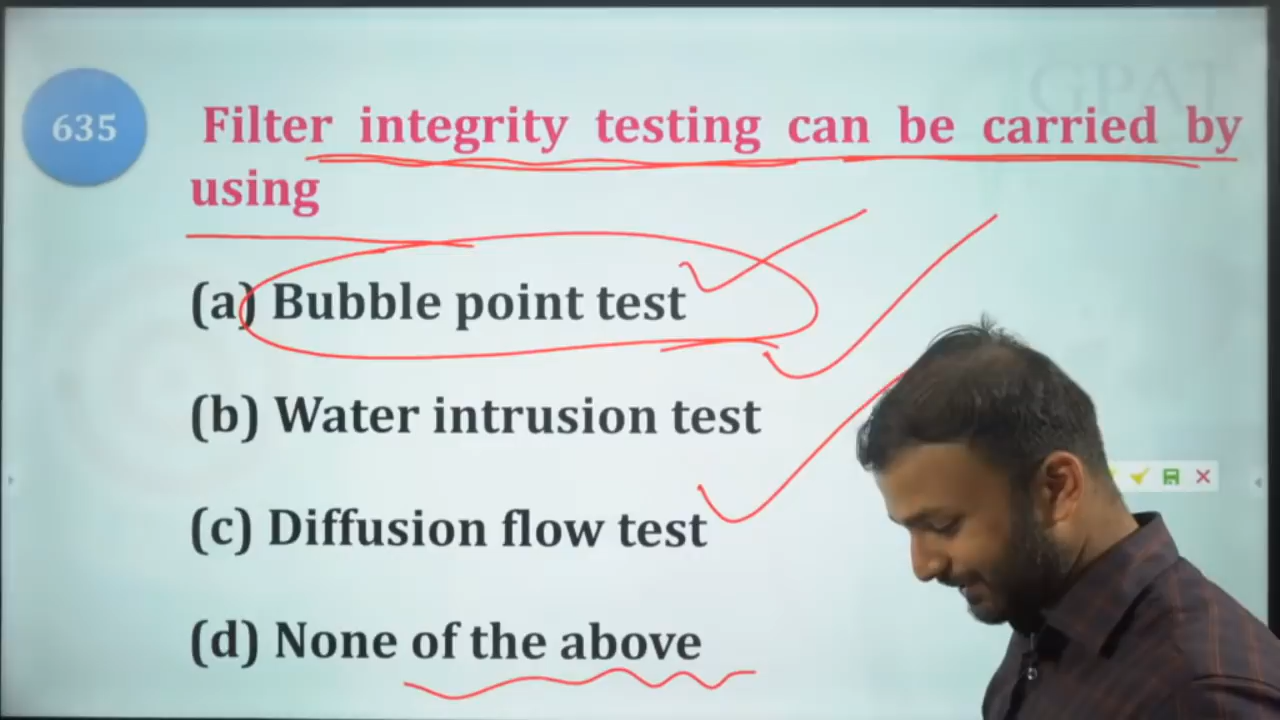 GPAT
635
Filter integrity testing can be carried by
using
(a) Bubble point test
(b) Water intrusion test
(c) Diffusion flow test
(d) None of the above